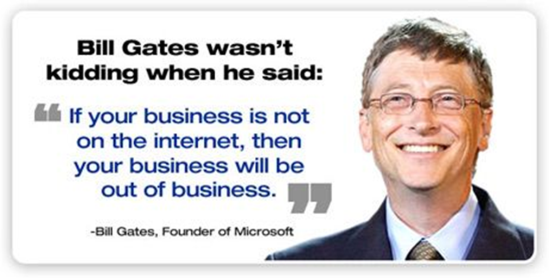 Bill Gates wasn't
kidding when he said:
“ If your business is not
on the internet, then
your business will be
out of business. ”
-Bill Gates, Founder of Microsoft